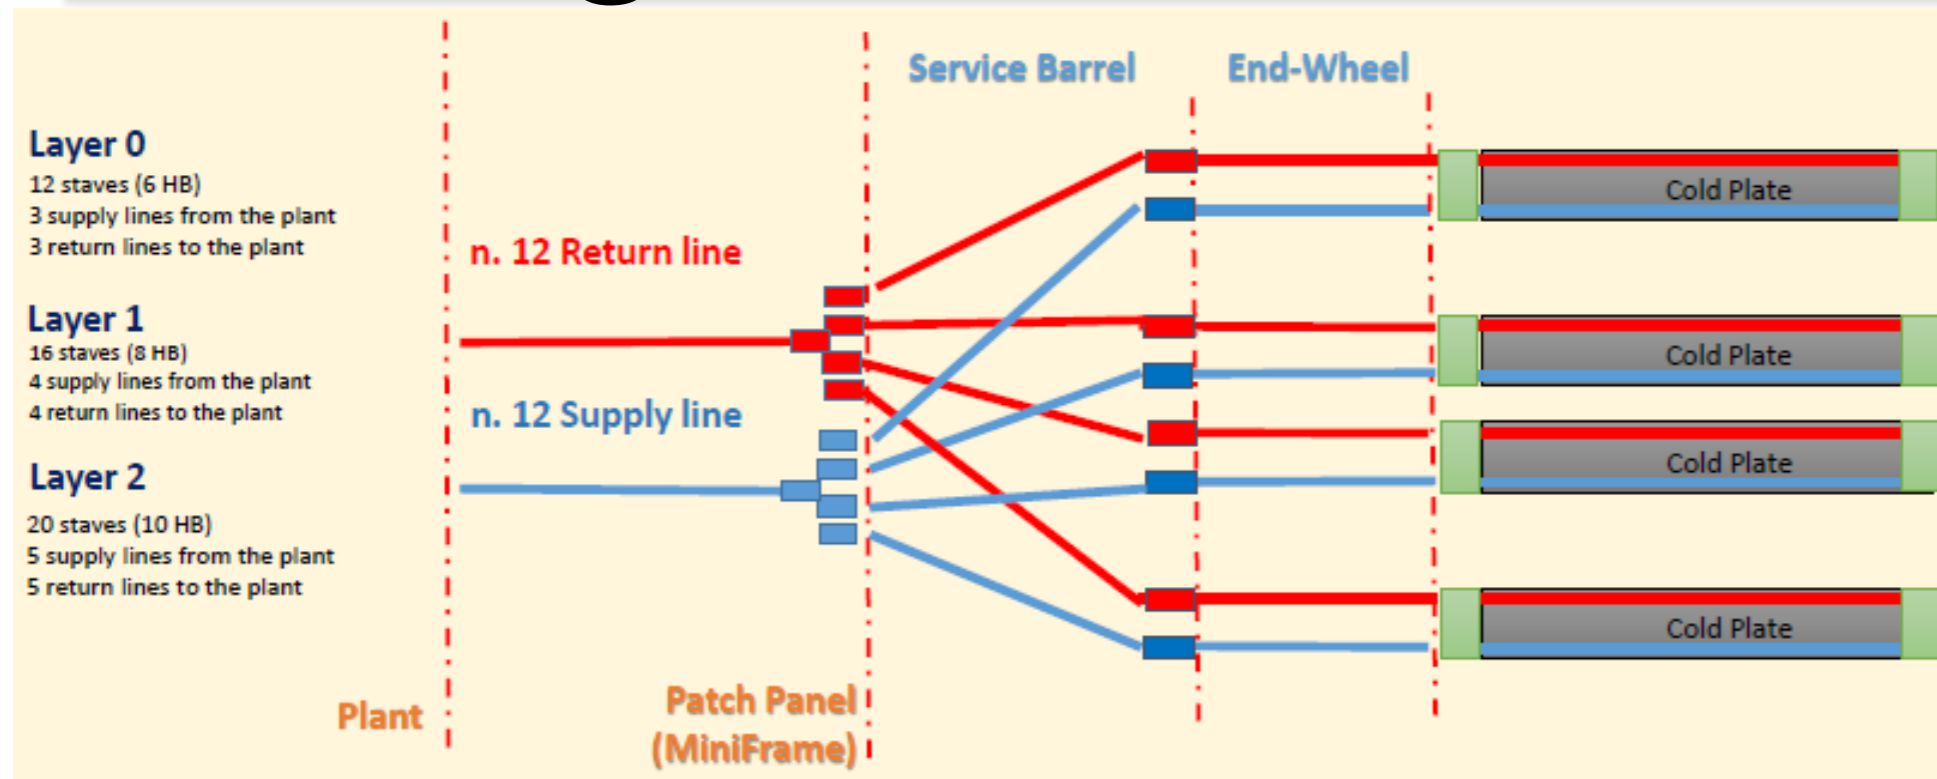 Service Barrel
End-Wheel
Layer 0
12 staves (6 HB)
3 supply lines from the plant
3 return lines to the plant
Layer 1
16 staves (8 HB)
4 supply lines from the plant
4 return lines to the plant
Layer 2
20 staves (10 HB)
5 supply lines from the plant
5 return lines to the plant
n. 12 Return line
n. 12 Supply line
Cold Plate
Cold Plate
Cold Plate
Cold Plate
Plant
Patch Panel
(MiniFrame)